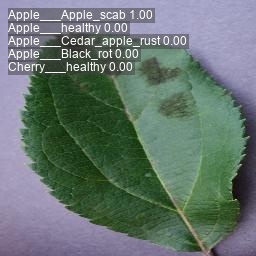 Apple___Apple_scab 1.00
Apple___healthy 0.00
Apple___Cedar_apple_rust 0.00
Apple___Black_rot 0.00
Cherry___healthy 0.00